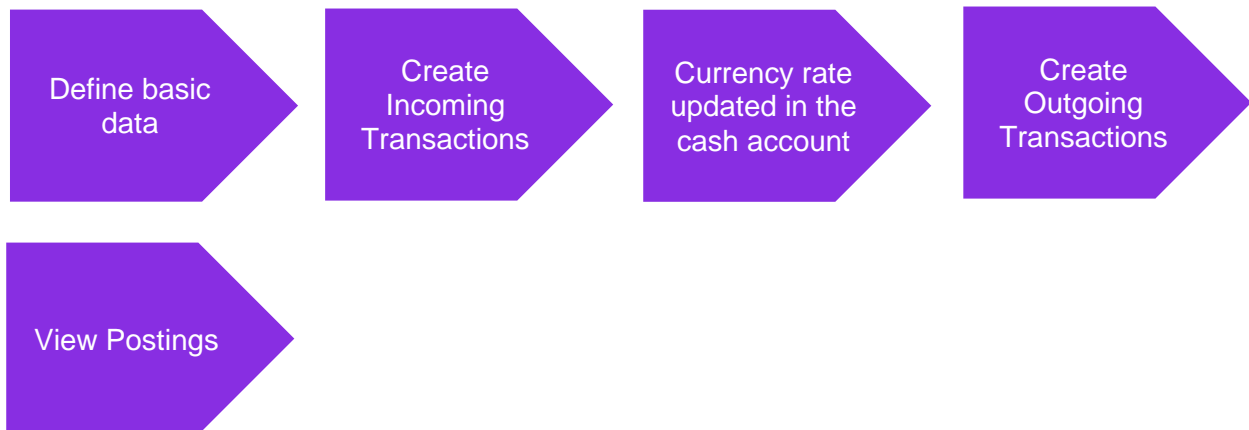 Define basic
data
Create
Incoming
Transactions
Currency rate
updated in the
cash account
Create
Outgoing
Transactions
View Postings